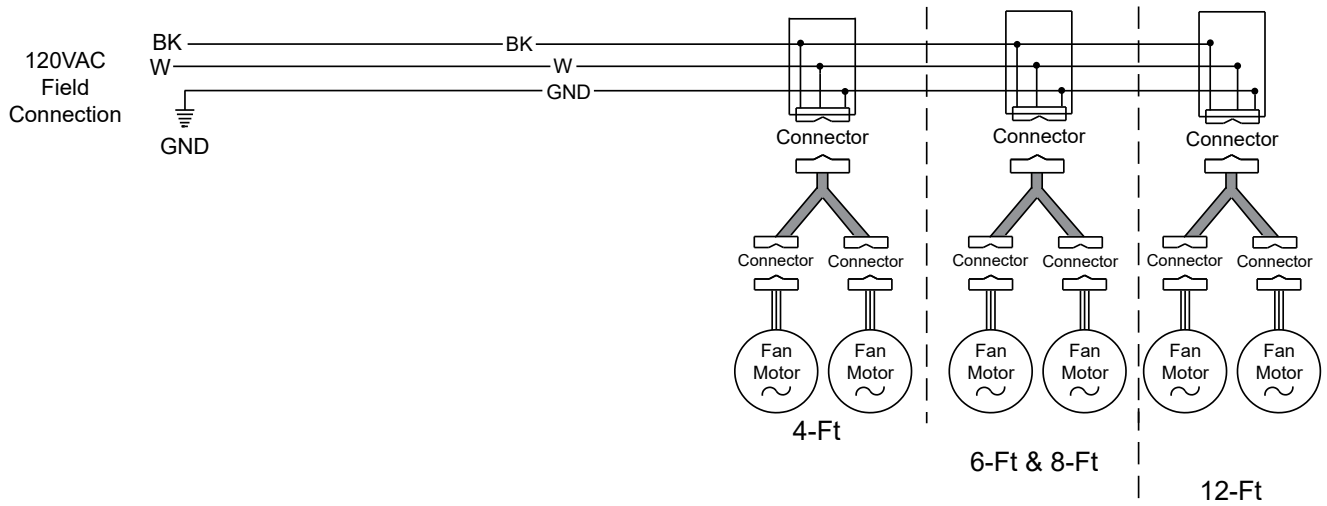 120VAC
Field
Connection
BK
W
GND
BK
W
GND
Connector
Connector
Connector
Connector Connector
Connector Connector
Connector Connector
Fan
Motor
Fan
Motor
Fan
Motor
Fan
Motor
Fan
Motor
Fan
Motor
4-Ft
6-Ft & 8-Ft
12-Ft